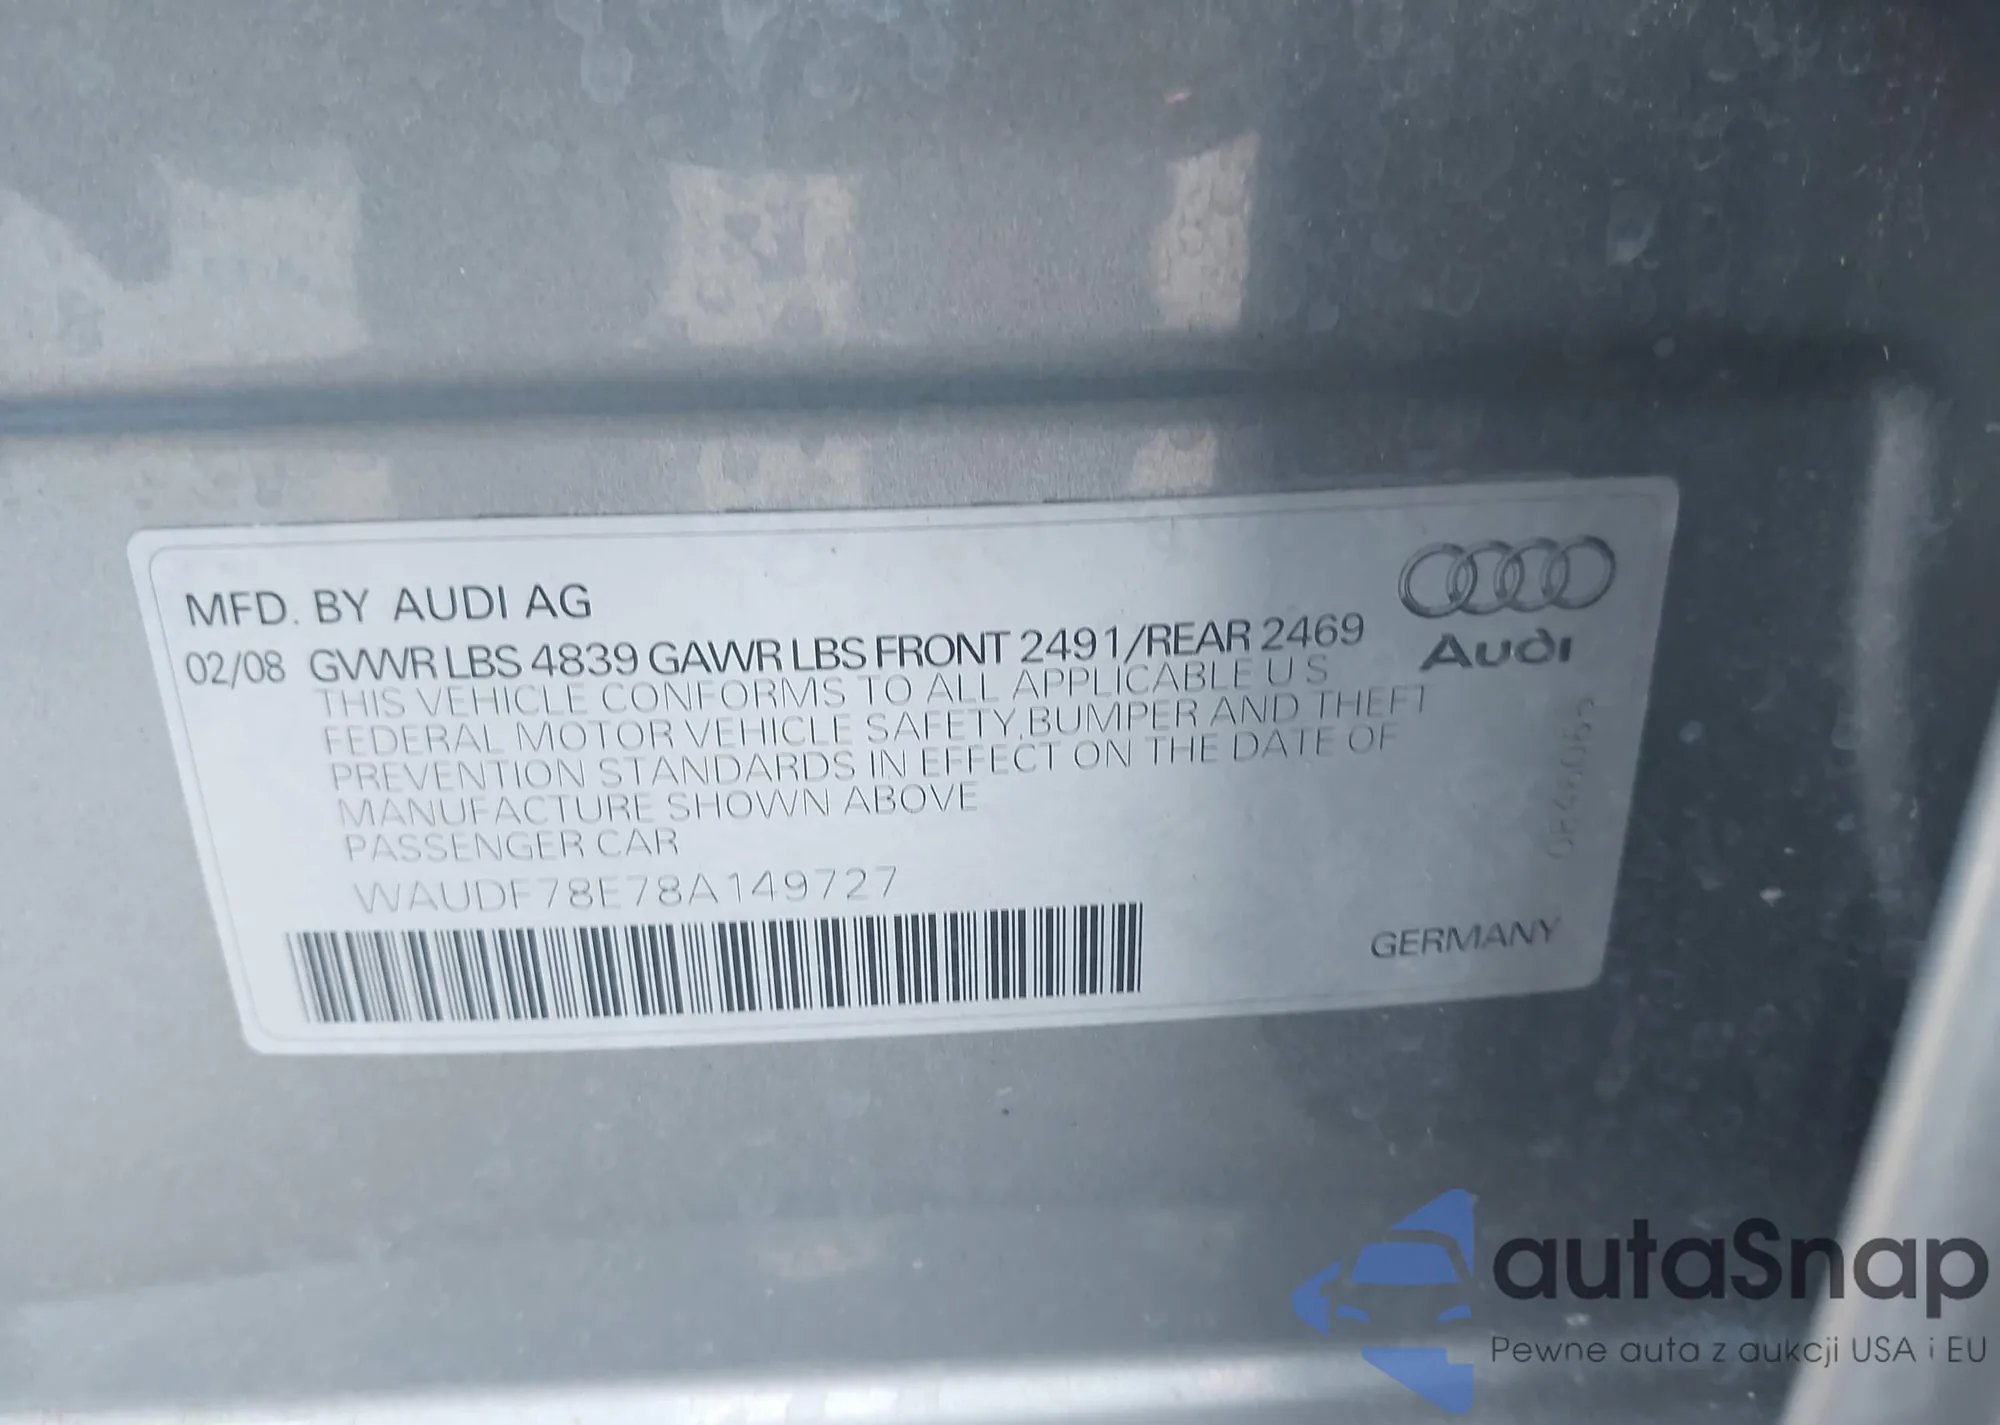 MFD. BY AUDI AG
02/08 GVWR LBS 4839 GAWR LBS FRONT 2491/REAR 2469
THIS VEHICLE CONFORMS TO ALL APPLICABLE U S
FEDERAL MOTOR VEHICLE SAFETY, BUMPER AND THEFT
PREVENTION STANDARDS IN EFFECT ON THE DATE OF
MANUFACTURE SHOWN ABOVE
PASSENGER CAR
WAUDF78E78A149727
Audi
GERMANY
autaSnap
Pewne auta z aukcji USA i EU